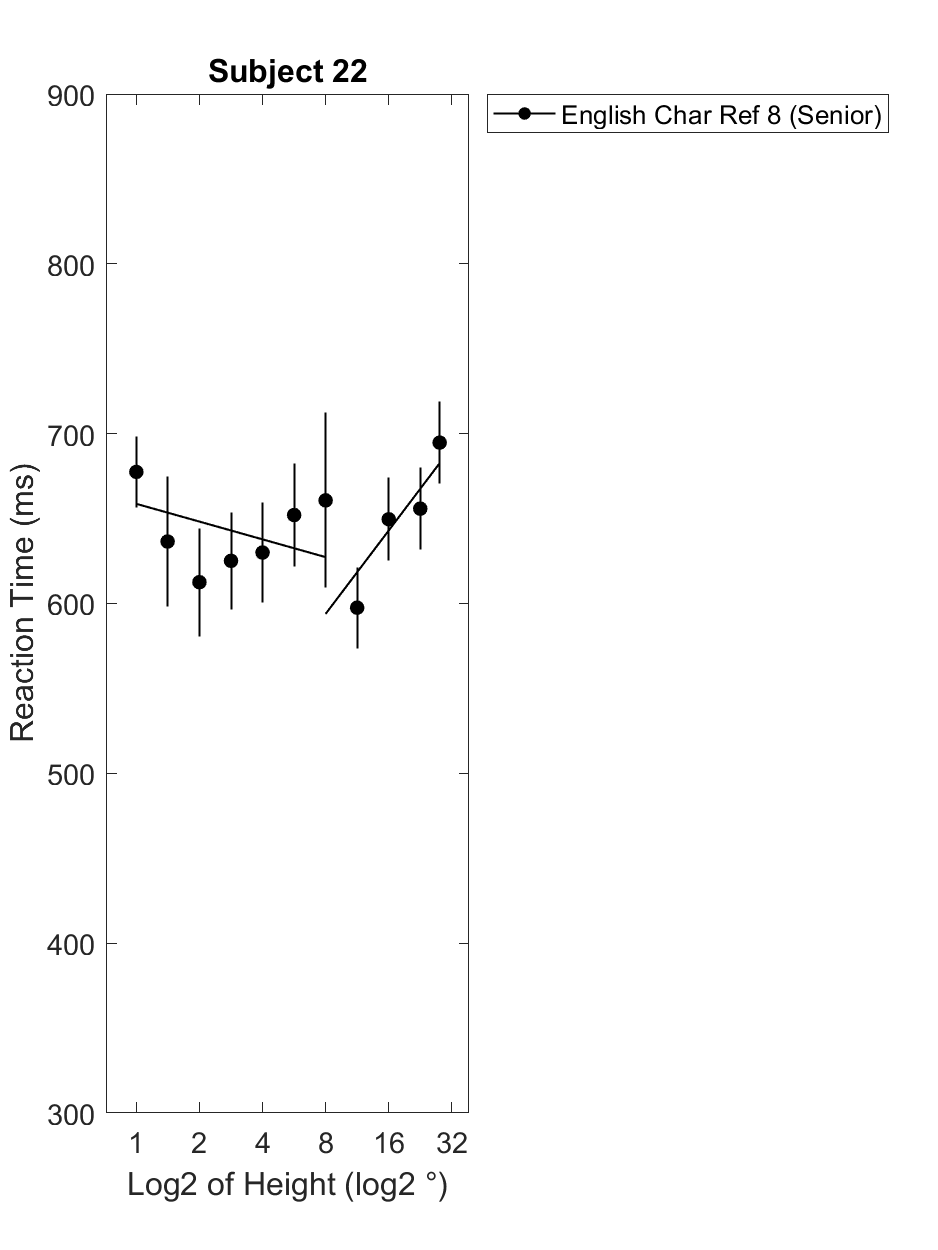 Subject 22
English Char Ref 8 (Senior)
900
800
700
600
500
400
300
Reaction Time (ms)
1 2 4 8 16 32
Log2 of Height (log2 °)